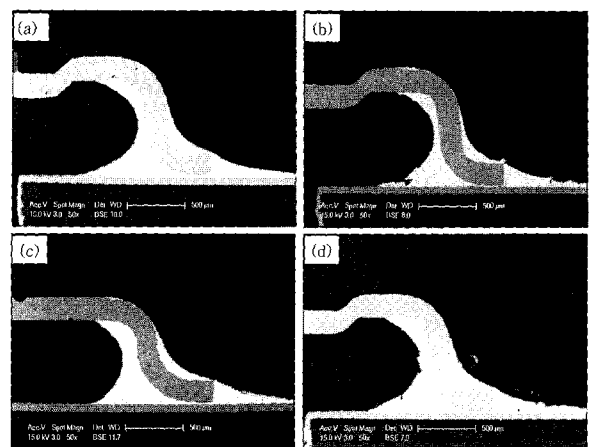 (a)
Acc.V Spot Magn Det WD 500 μm
15.0 kV 3.0 50x BSE 10.0
(b)
Acc.V Spot Magn Det WD 500 μm
15.0 kV 3.0 50x BSE 8.0
(c)
Acc.V Spot Magn Det WD 500 μm
15.0 kV 3.0 50x BSE 11.7
(d)
Acc.V Spot Magn Det WD 500 μm
15.0 kV 3.0 50x BSE 7.0